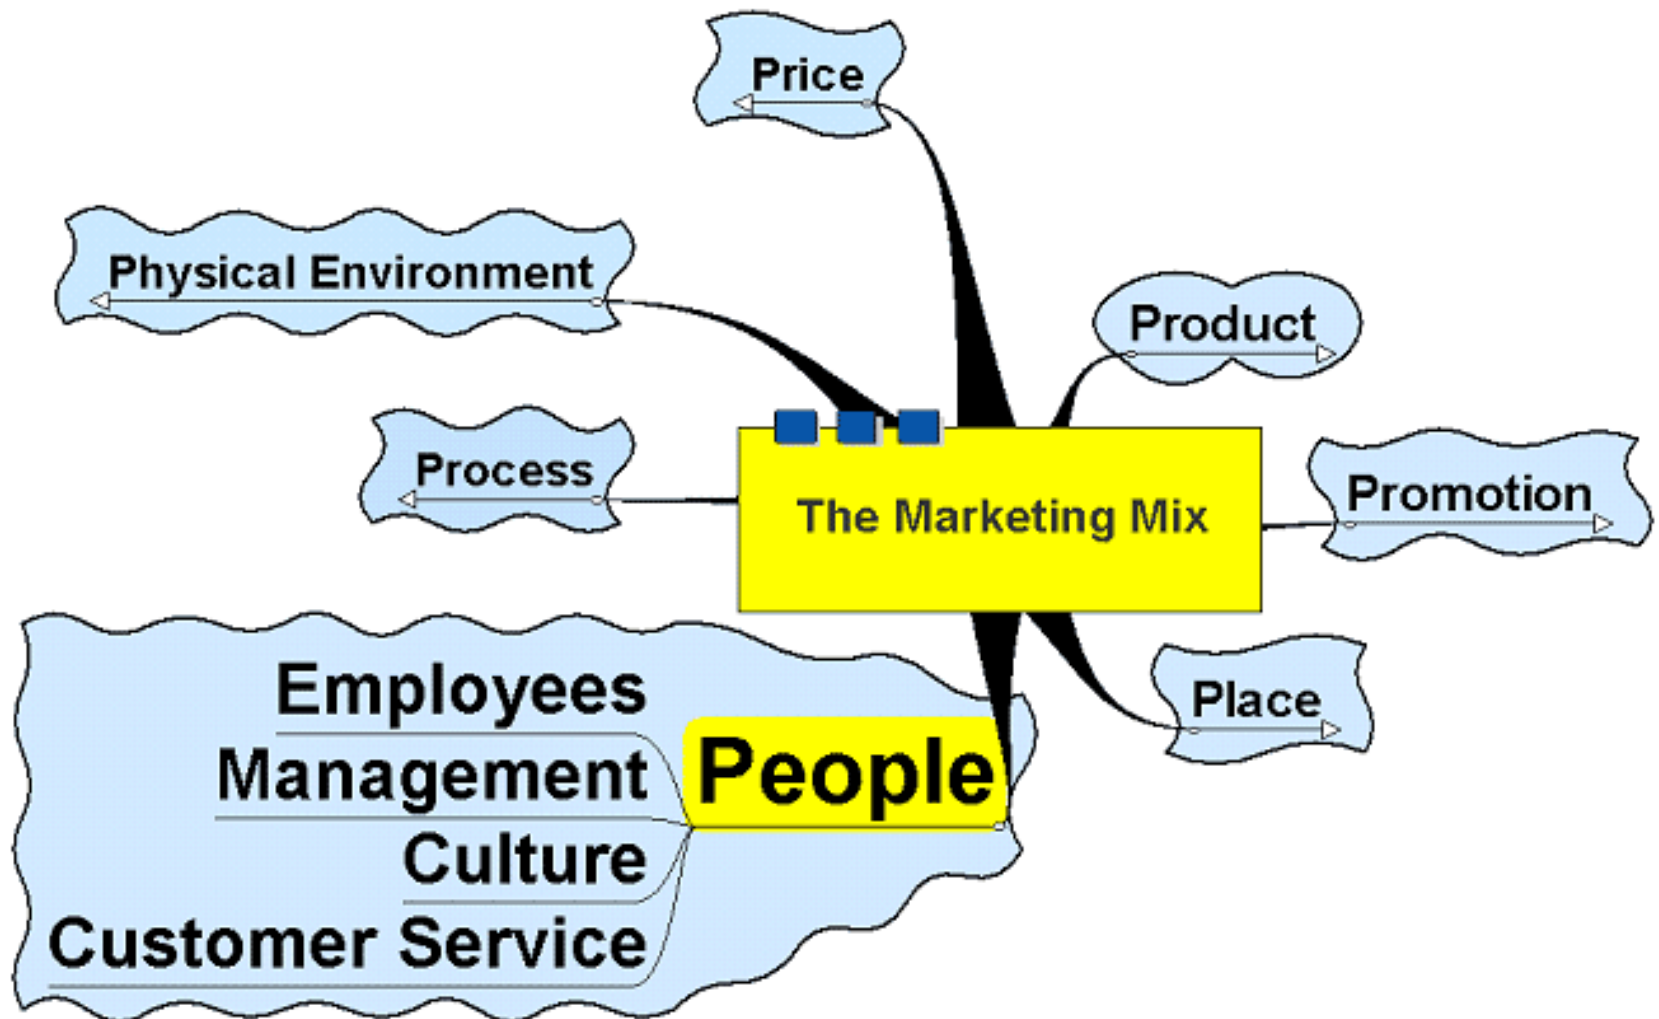 Price
Physical Environment
Product
Process
Promotion
The Marketing Mix
Employees
Management
Culture
Customer Service
People
Place